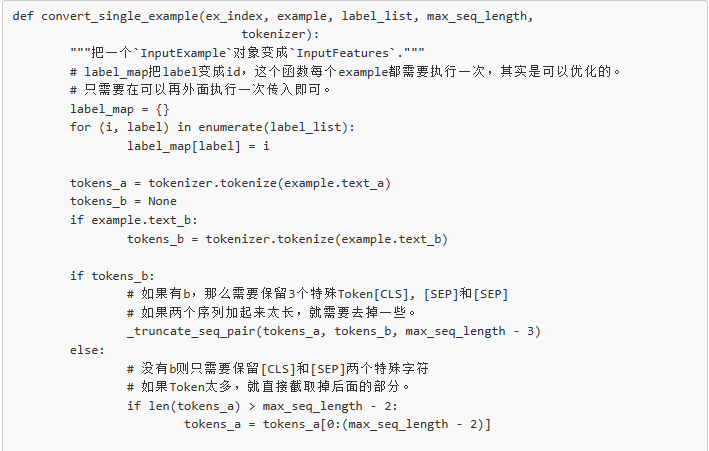 def convert_single_example(ex_index, example, label_list, max_seq_length,
tokenizer):
"""把一个`InputExample`对象变成`InputFeatures`."""
# label_map把label变成id，这个函数每个example都需要执行一次，其实是可以优化的。
# 只需要在可以再外面执行一次传入即可。
label_map = {}
for (i, label) in enumerate(label_list):
label_map[label] = i
tokens_a = tokenizer.tokenize(example.text_a)
tokens_b = None
if example.text_b:
tokens_b = tokenizer.tokenize(example.text_b)
if tokens_b:
# 如果有b，那么需要保留3个特殊Token[CLS], [SEP]和[SEP]
# 如果两个序列加起来太长，就需要去掉一些。
_truncate_seq_pair(tokens_a, tokens_b, max_seq_length - 3)
else:
# 没有b则只需要保留[CLS]和[SEP]两个特殊字符
# 如果Token太多，就直接截取掉后面的部分。
if len(tokens_a) > max_seq_length - 2:
tokens_a = tokens_a[0:(max_seq_length - 2)]